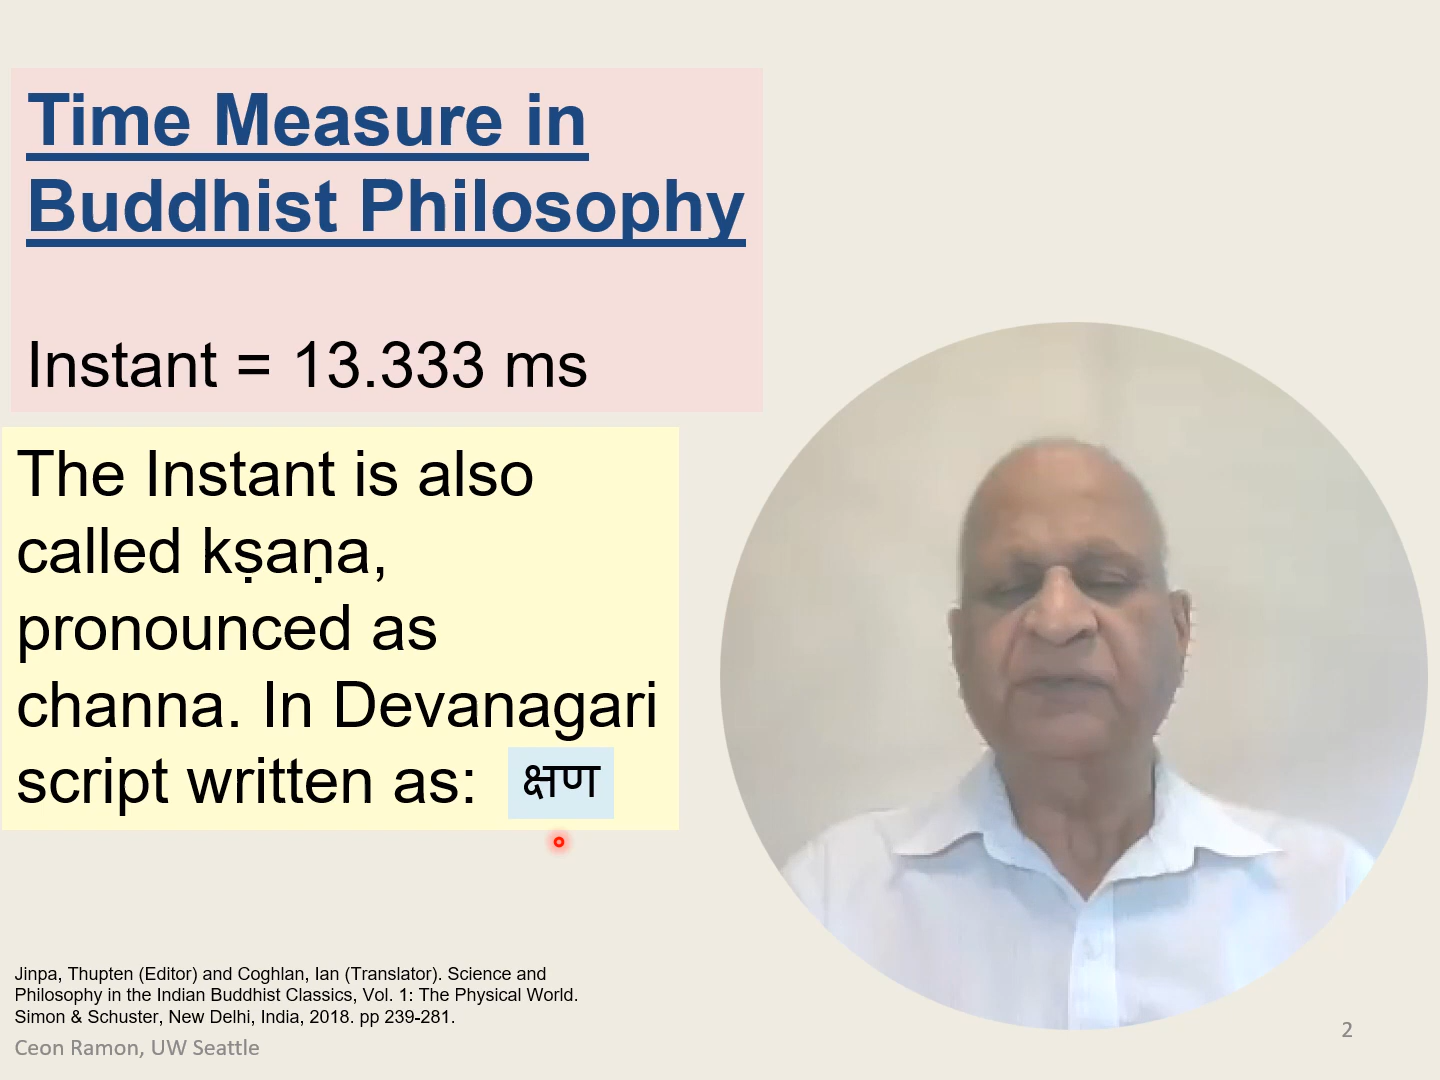 Time Measure in
Buddhist Philosophy
Instant = 13.333 ms
The Instant is also
called kṣaṇa,
pronounced as
channa. In Devanagari
script written as: क्षण
Jinpa, Thupten (Editor) and Coghlan, Ian (Translator). Science and
Philosophy in the Indian Buddhist Classics, Vol. 1: The Physical World.
Simon & Schuster, New Delhi, India, 2018. pp 239-281.
Ceon Ramon, UW Seattle
2